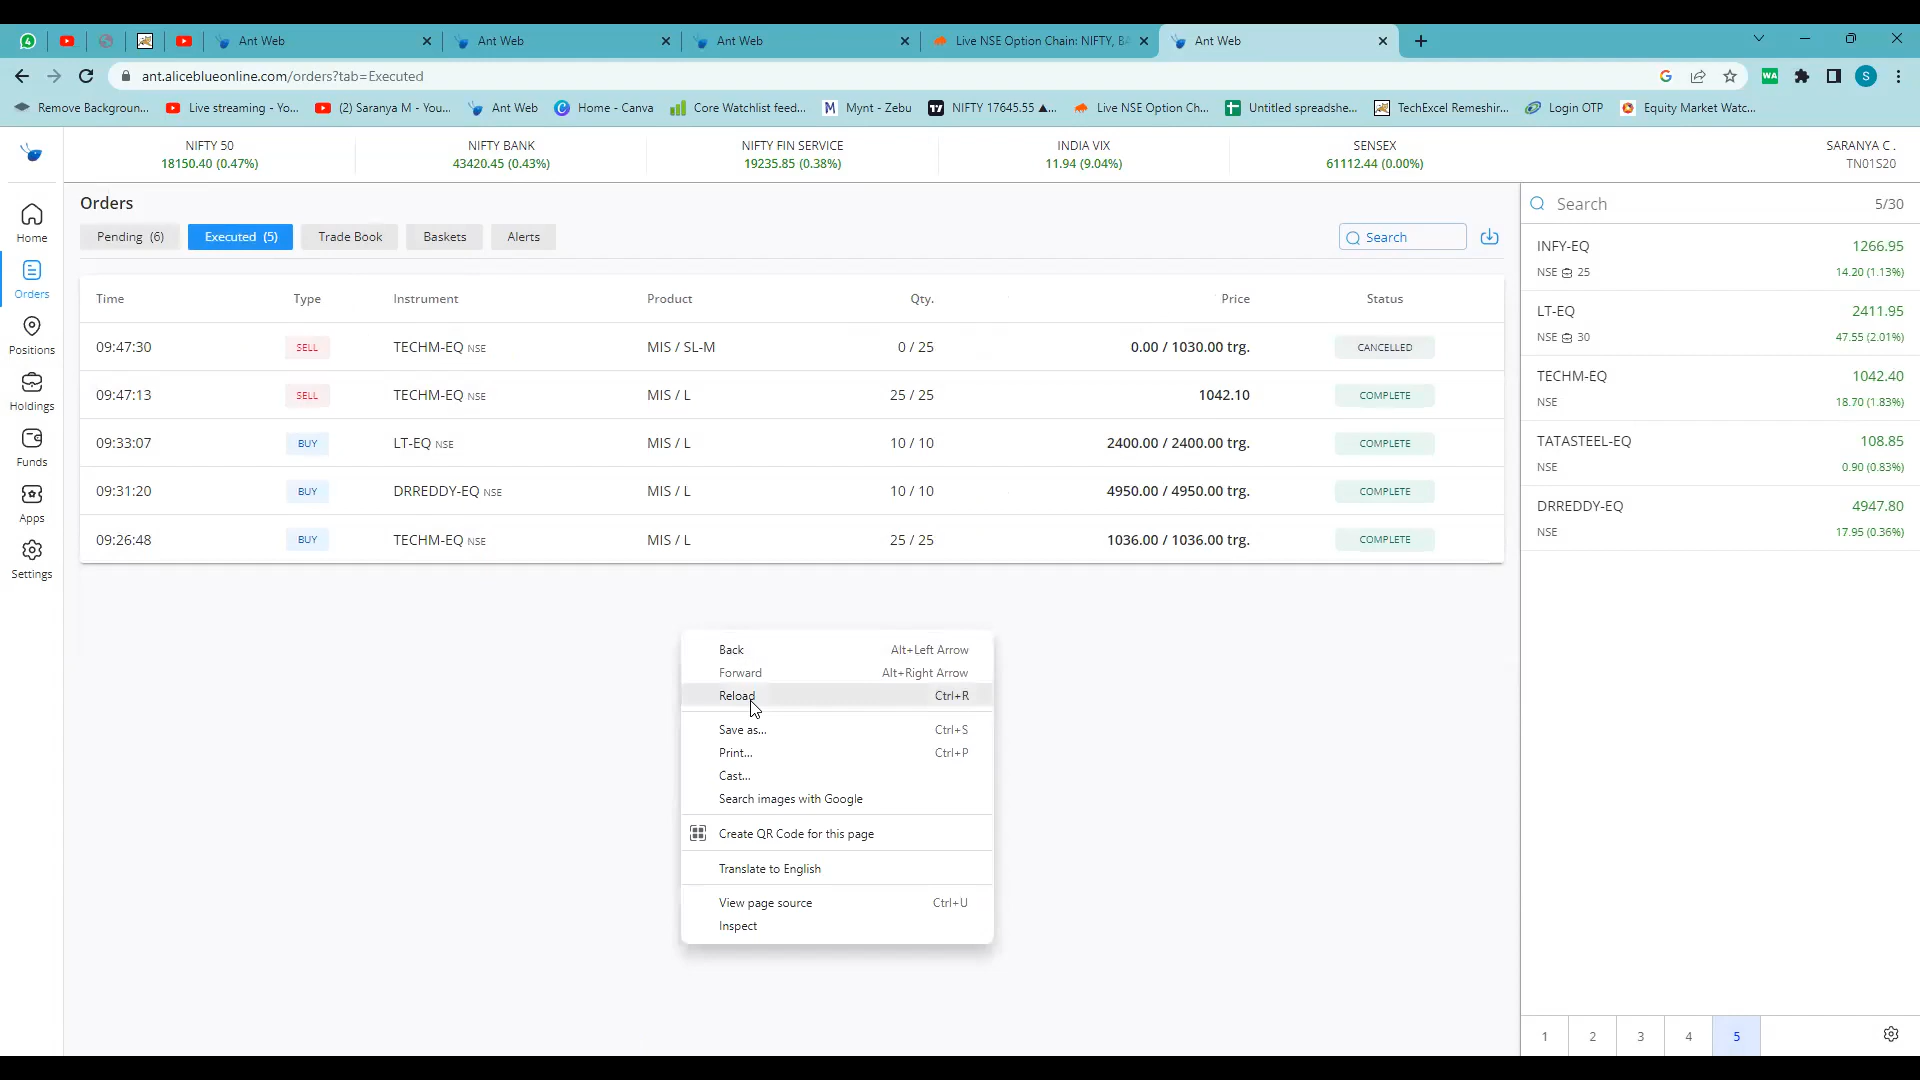 4
Ant Web
Ant Web
Ant Web
Live NSE Option Chain: NIFTY, BA
Ant Web
ant.aliceblueonline.com/orders?tab=Executed
WA
S
Remove Backgroun...
Live streaming - Yo...
(2) Saranya M - You...
Ant Web
Home - Canva
Core Watchlist feed...
Mynt - Zebu
NIFTY 17645.55 ▲...
Live NSE Option Ch...
Untitled spreadshe...
TechExcel Remeshir...
Login OTP
Equity Market Watc...
NIFTY 50
18150.40 (0.47%)
NIFTY BANK
43420.45 (0.43%)
NIFTY FIN SERVICE
19235.85 (0.38%)
INDIA VIX
11.94 (9.04%)
SENSEX
61112.44 (0.00%)
SARANYA C .
TN01S20
Home
Orders
Positions
Holdings
Funds
Apps
Settings
Orders
Pending (6)
Executed (5)
Trade Book
Baskets
Alerts
Search
Time Type Instrument Product Qty. Price Status
09:47:30 SELL TECHM-EQ NSE MIS / SL-M 0 / 25 0.00 / 1030.00 trg. CANCELLED
09:47:13 SELL TECHM-EQ NSE MIS / L 25 / 25 1042.10 COMPLETE
09:33:07 BUY LT-EQ NSE MIS / L 10 / 10 2400.00 / 2400.00 trg. COMPLETE
09:31:20 BUY DRREDDY-EQ NSE MIS / L 10 / 10 4950.00 / 4950.00 trg. COMPLETE
09:26:48 BUY TECHM-EQ NSE MIS / L 25 / 25 1036.00 / 1036.00 trg. COMPLETE
Back Alt+Left Arrow
Forward Alt+Right Arrow
Reload Ctrl+R
Save as... Ctrl+S
Print... Ctrl+P
Cast...
Search images with Google
Create QR Code for this page
Translate to English
View page source Ctrl+U
Inspect
Search 5/30
INFY-EQ 1266.95
NSE 25 14.20 (1.13%)
LT-EQ 2411.95
NSE 30 47.55 (2.01%)
TECHM-EQ 1042.40
NSE 18.70 (1.83%)
TATASTEEL-EQ 108.85
NSE 0.90 (0.83%)
DRREDDY-EQ 4947.80
NSE 17.95 (0.36%)
1 2 3 4 5